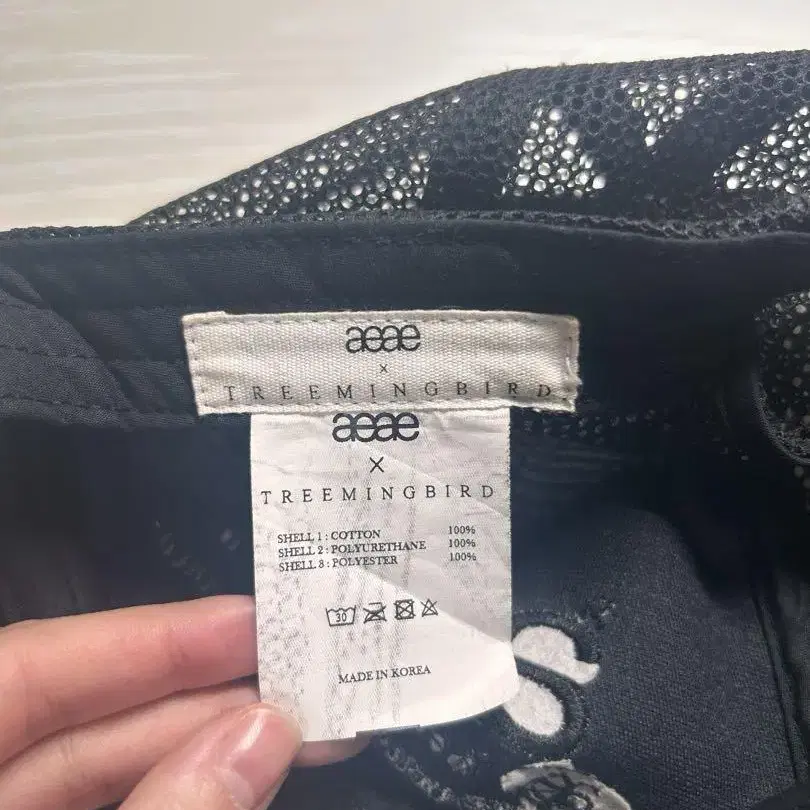 aeae
×
TREEMINGBIRD
aeae
×
TREEMINGBIRD
SHELL 1 : COTTON 100%
SHELL 2 : POLYURETHANE 100%
SHELL 3 : POLYESTER 100%
30
MADE IN KOREA